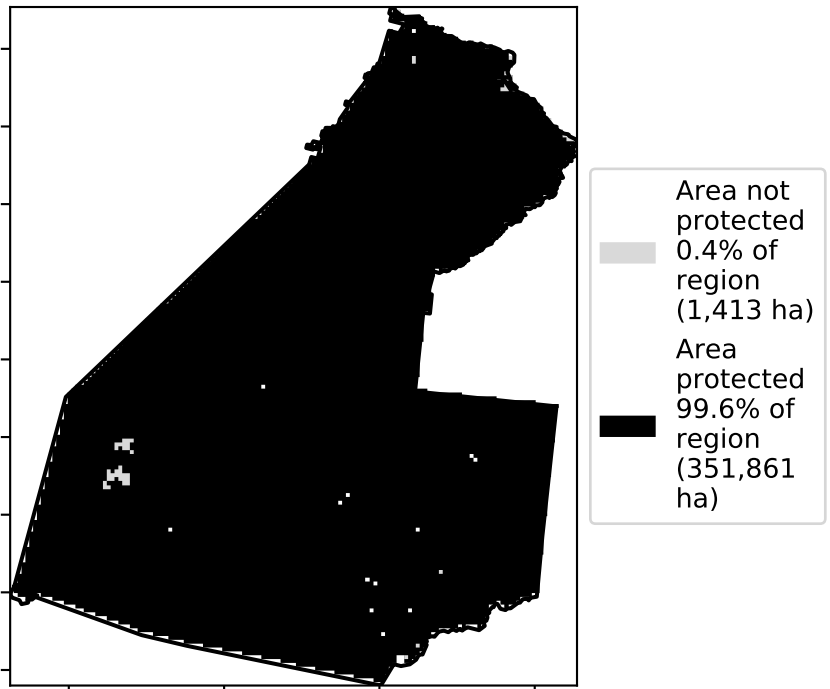 Area not
protected
0.4% of
region
(1,413 ha)
Area
protected
99.6% of
region
(351,861
ha)